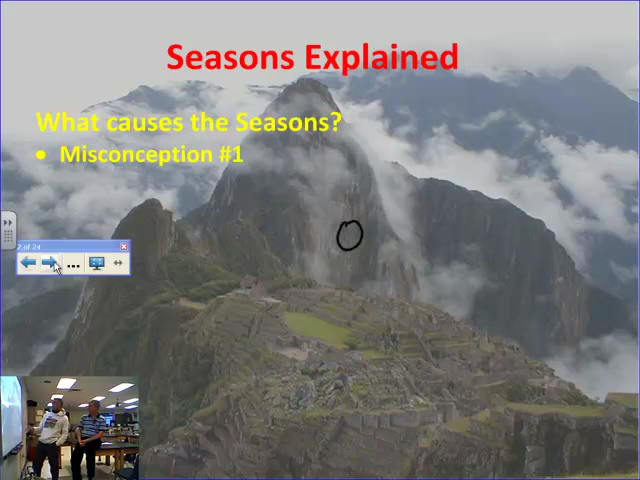 Seasons Explained
What causes the Seasons?
• Misconception #1
2 of 24